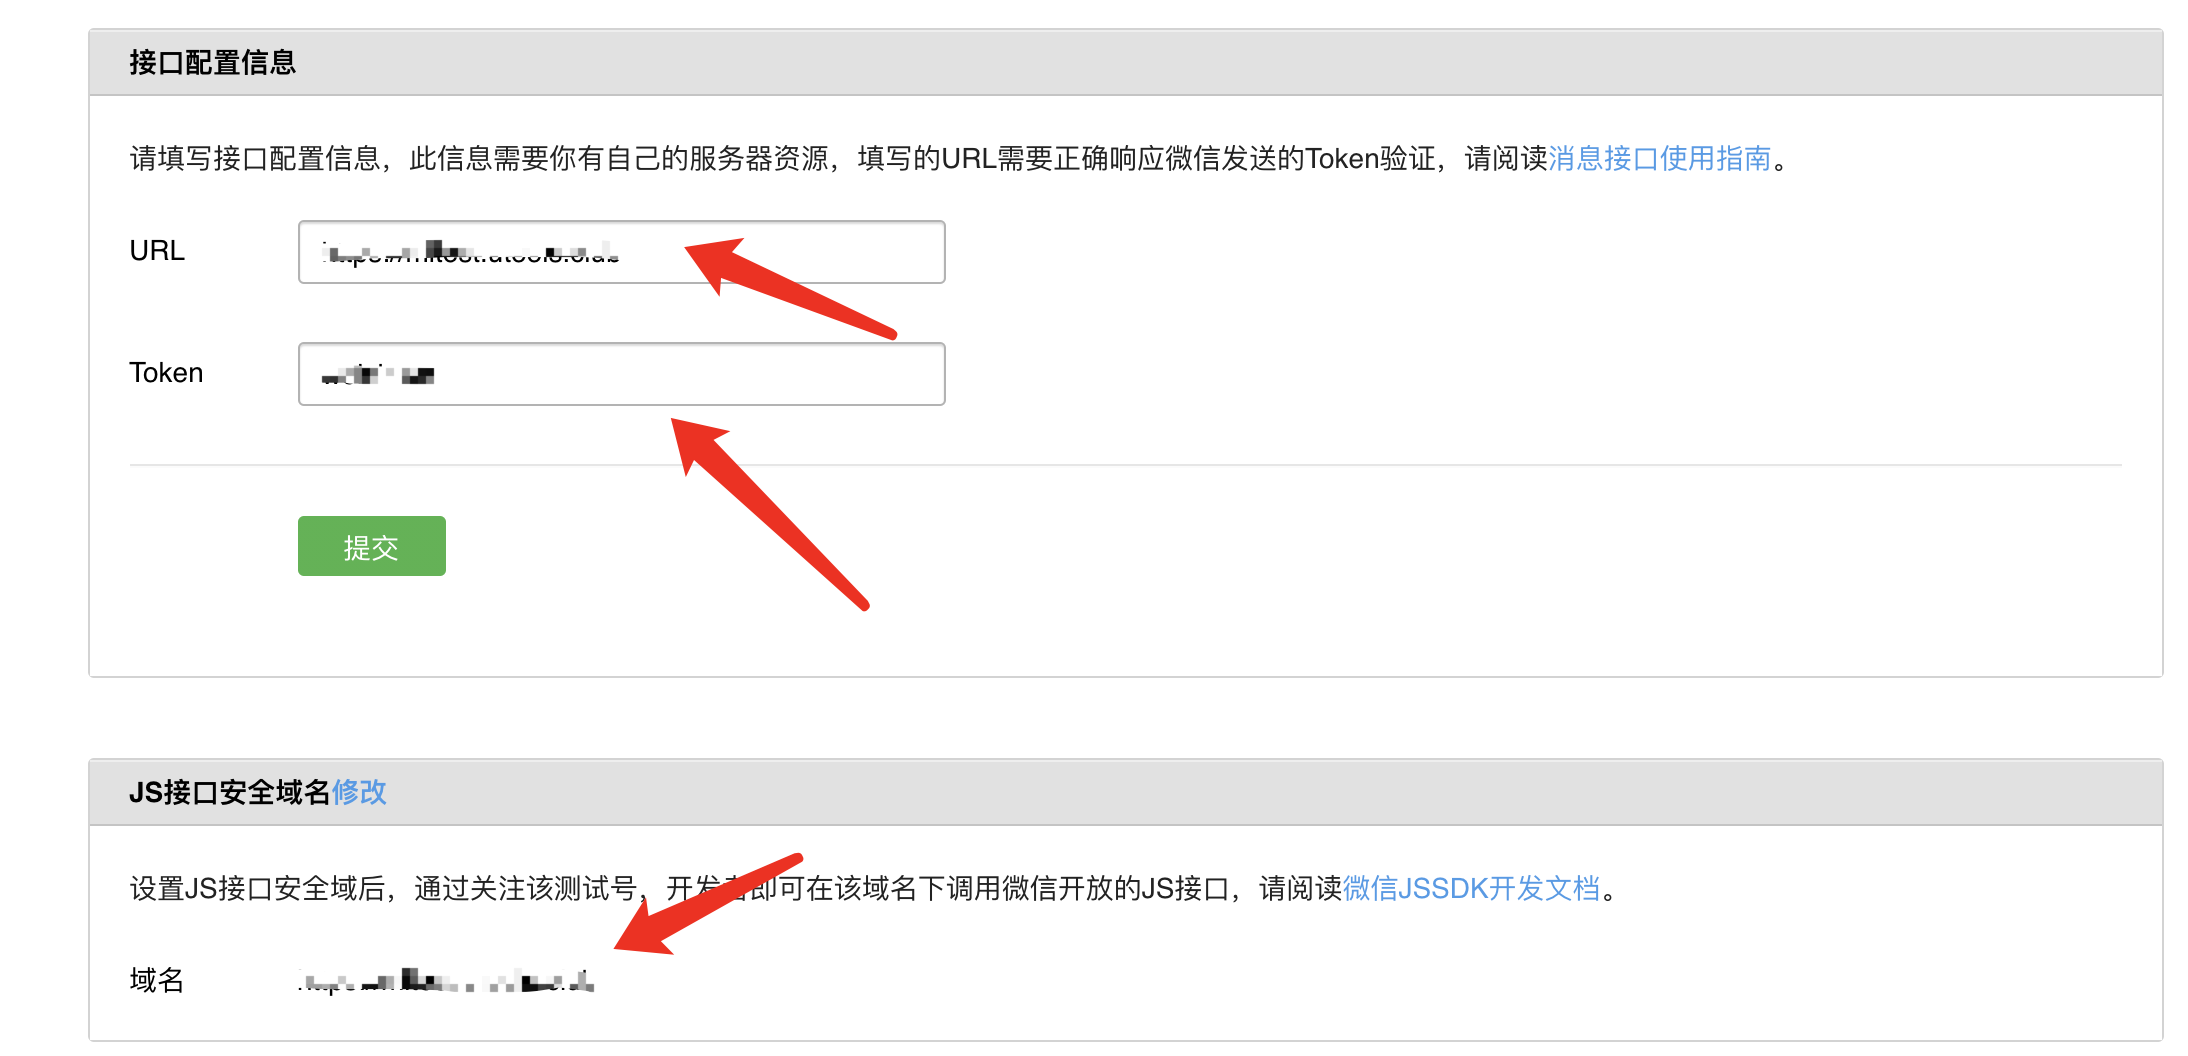 接口配置信息
请填写接口配置信息，此信息需要你有自己的服务器资源，填写的URL需要正确响应微信发送的Token验证，请阅读消息接口使用指南。
URL
Token
提交
JS接口安全域名修改
设置JS接口安全域后，通过关注该测试号，开发者即可在该域名下调用微信开放的JS接口，请阅读微信JSSDK开发文档。
域名